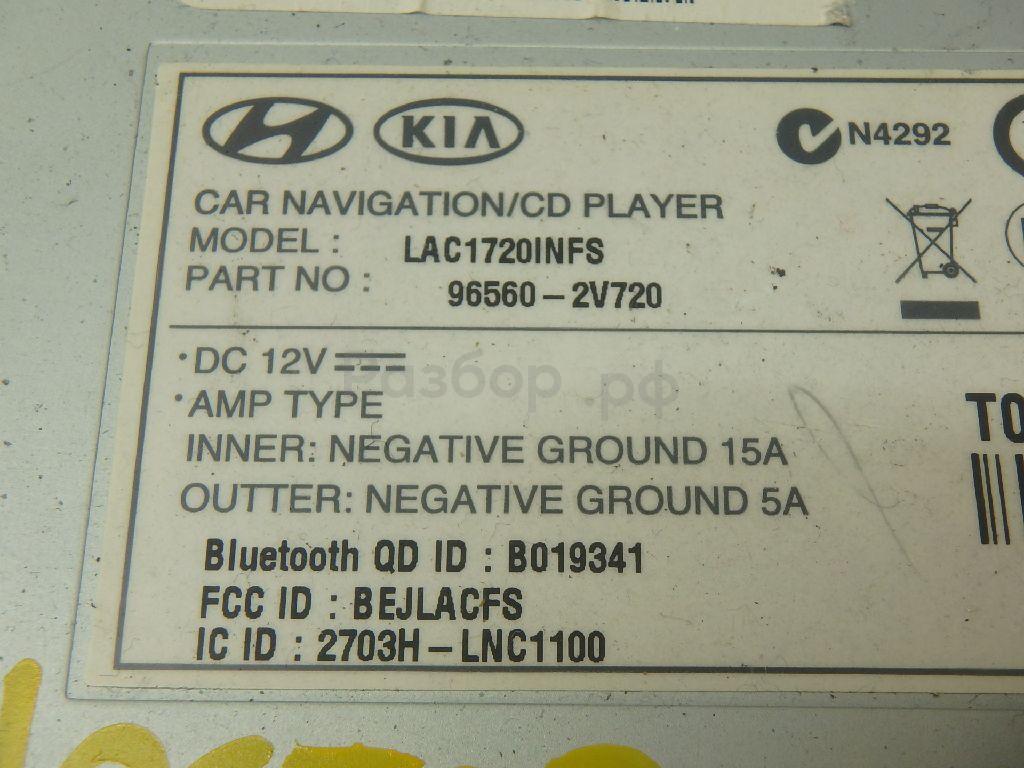 KIA
N4292
CAR NAVIGATION/CD PLAYER
MODEL : LAC1720INFS
PART NO : 96560-2V720
·DC 12V
Разбор.рф
·AMP TYPE
TO
INNER: NEGATIVE GROUND 15A
OUTTER: NEGATIVE GROUND 5A
Bluetooth QD ID : B019341
FCC ID : BEJLACFS
IC ID : 2703H-LNC1100